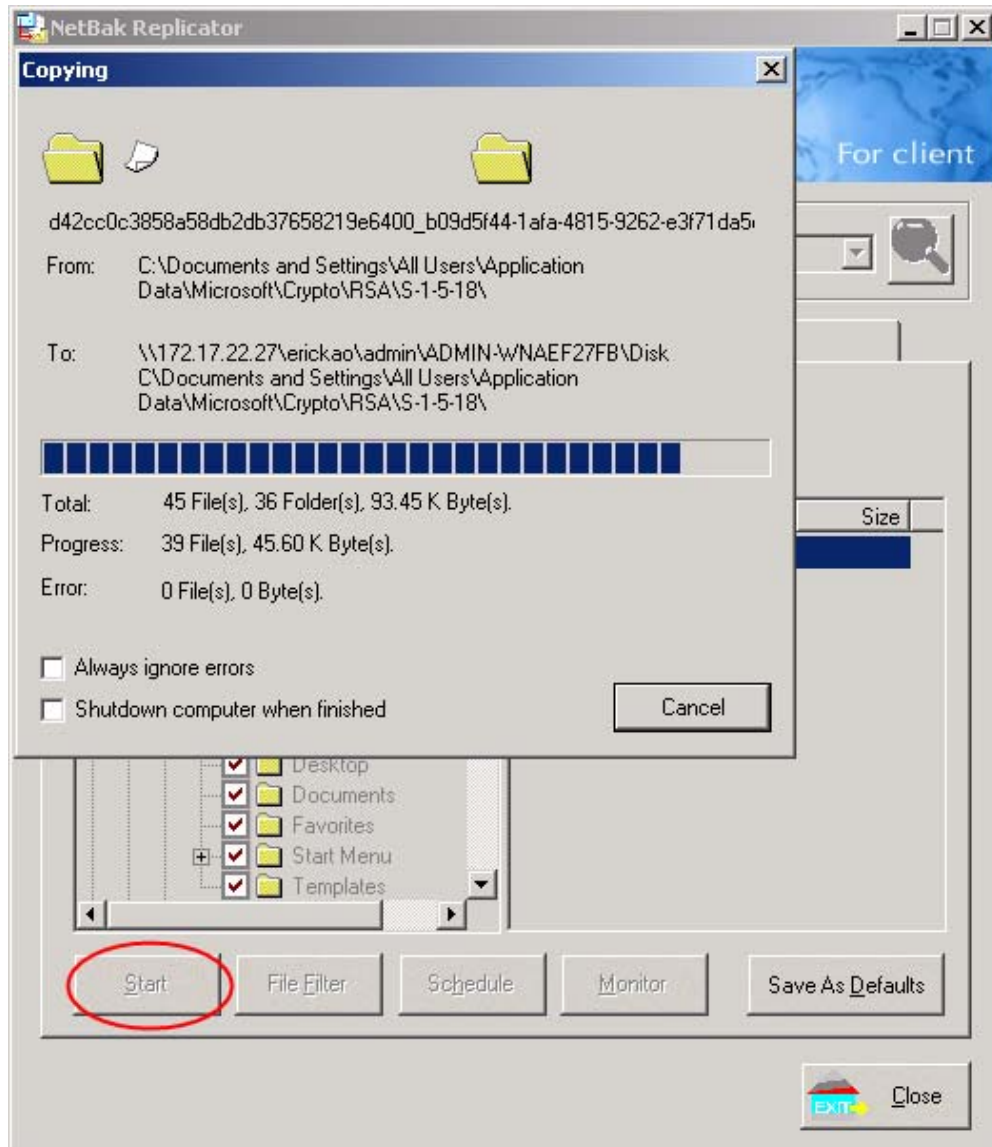 NetBak Replicator
Copying
For client
d42cc0c3858a58db2db37658219e6400_b09d5f44-1afa-4815-9262-e3f71da5
From: C:\Documents and Settings\All Users\Application
Data\Microsoft\Crypto\RSA\S-1-5-18\
To: \\172.17.22.27\erickao\admin\ADMIN-WNAEF27FB\Disk
C\Documents and Settings\All Users\Application
Data\Microsoft\Crypto\RSA\S-1-5-18\
Total: 45 File(s), 36 Folder(s), 93.45 K Byte(s).
Size
Progress: 39 File(s), 45.60 K Byte(s).
Error: 0 File(s), 0 Byte(s).
Always ignore errors
Shutdown computer when finished
Cancel
Desktop
Documents
Favorites
Start Menu
Templates
Start
File Filter
Schedule
Monitor
Save As Defaults
EXIT
Close